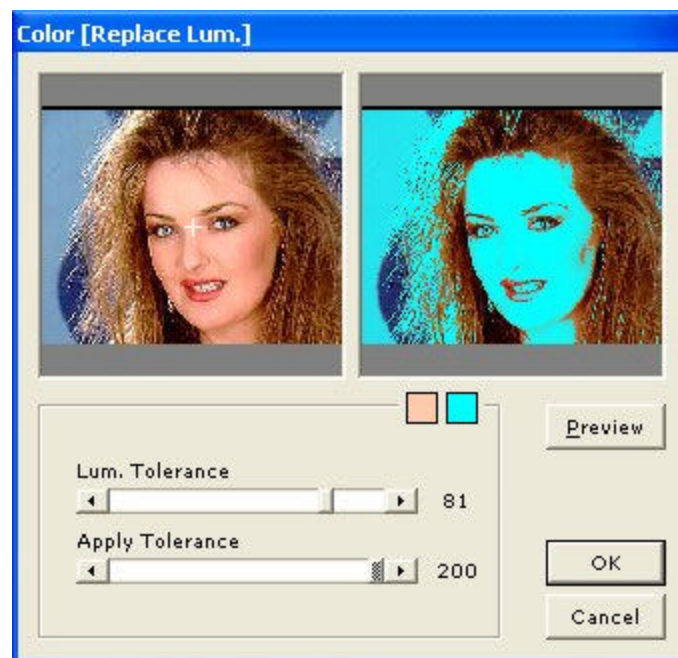 Color [Replace Lum.]
Preview
Lum. Tolerance
81
Apply Tolerance
200
OK
Cancel